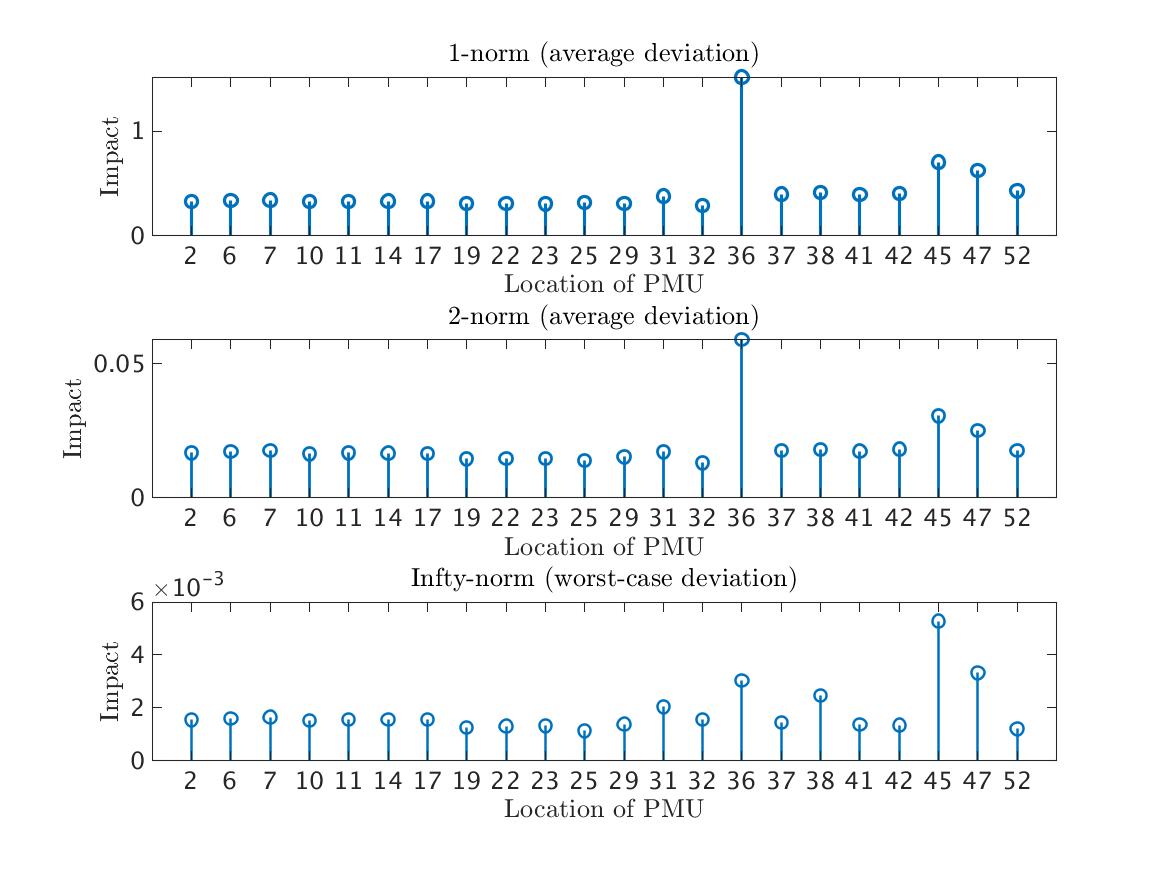 1-norm (average deviation)
Impact
1
0
2 6 7 10 11 14 17 19 22 23 25 29 31 32 36 37 38 41 42 45 47 52
Location of PMU
2-norm (average deviation)
Impact
0.05
0
2 6 7 10 11 14 17 19 22 23 25 29 31 32 36 37 38 41 42 45 47 52
Location of PMU
Infty-norm (worst-case deviation)
×10⁻³
Impact
6
4
2
0
2 6 7 10 11 14 17 19 22 23 25 29 31 32 36 37 38 41 42 45 47 52
Location of PMU